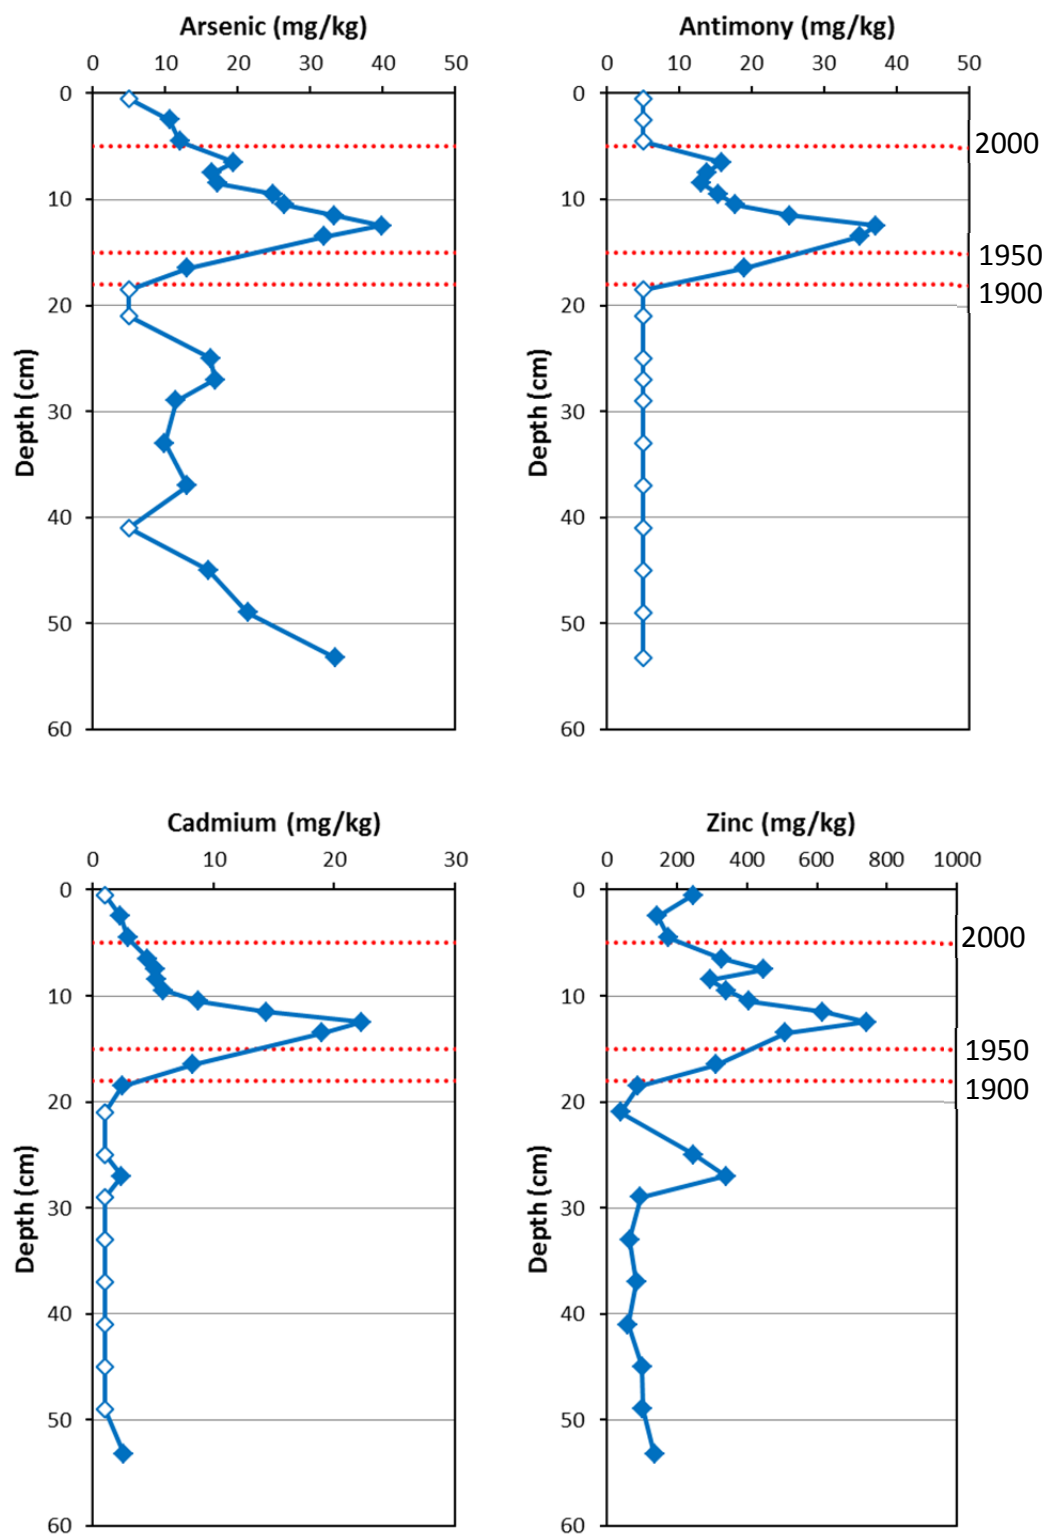 Arsenic (mg/kg)
0 10 20 30 40 50
0
10
20
30
40
50
60
Depth (cm)
Antimony (mg/kg)
0 10 20 30 40 50
0
10
20
30
40
50
60
Depth (cm)
2000
1950
1900
Cadmium (mg/kg)
0 10 20 30
0
10
20
30
40
50
60
Depth (cm)
Zinc (mg/kg)
0 200 400 600 800 1000
0
10
20
30
40
50
60
Depth (cm)
2000
1950
1900